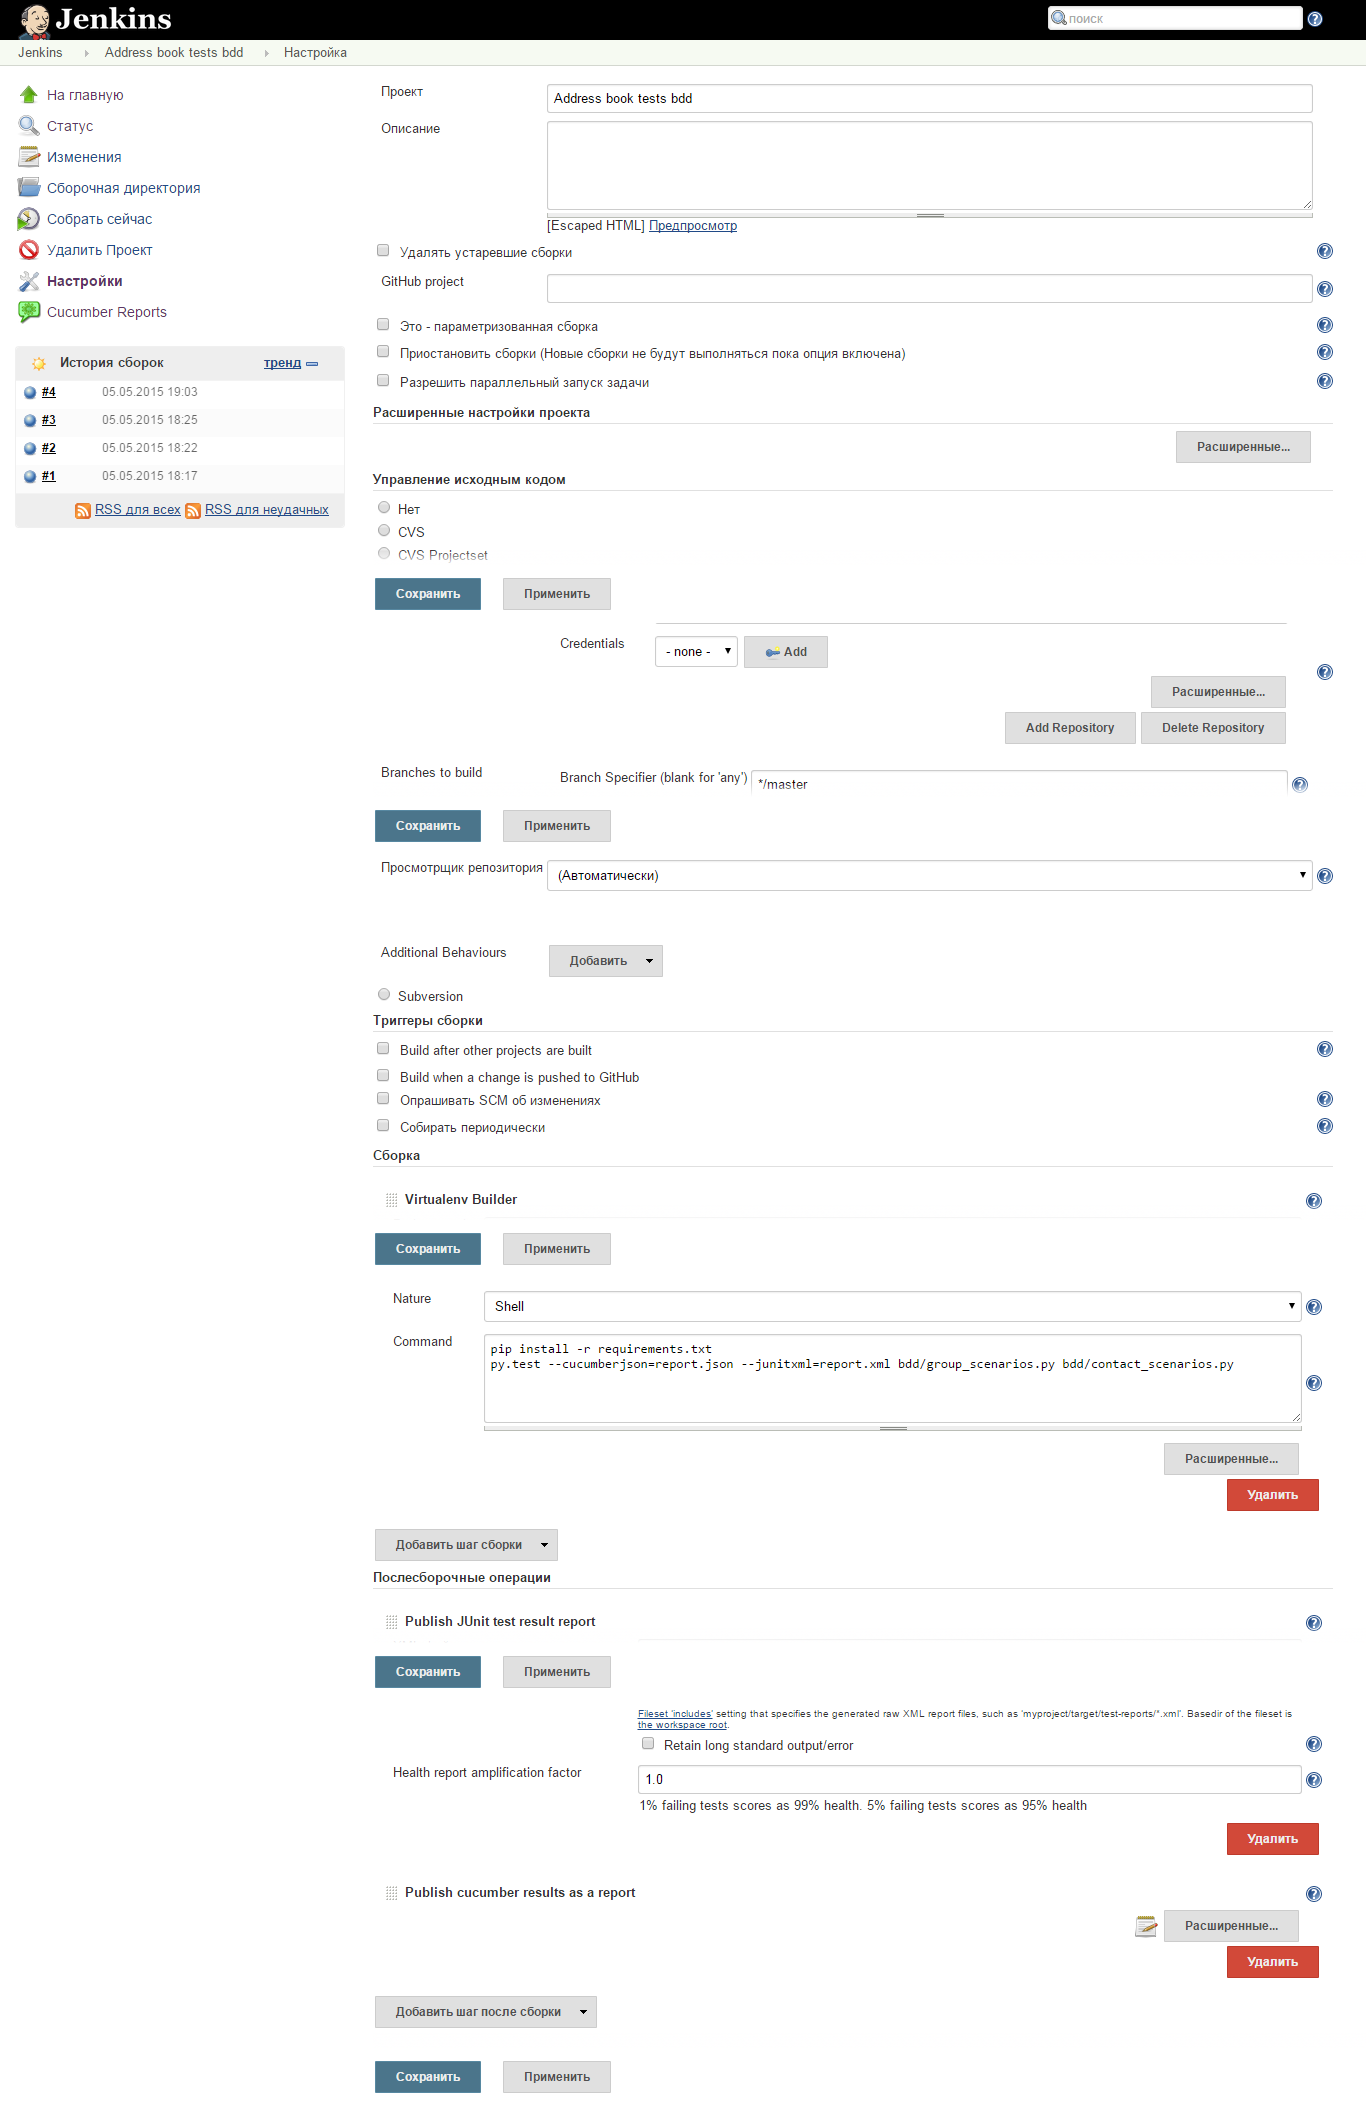 Jenkins
поиск
Jenkins
Address book tests bdd
Настройка
На главную
Статус
Изменения
Сборочная директория
Собрать сейчас
Удалить Проект
Настройки
Cucumber Reports
История сборок тренд
#4 05.05.2015 19:03
#3 05.05.2015 18:25
#2 05.05.2015 18:22
#1 05.05.2015 18:17
RSS для всех RSS для неудачных
Проект Address book tests bdd
Описание
[Escaped HTML] Предпросмотр
Удалять устаревшие сборки
GitHub project
Это - параметризованная сборка
Приостановить сборки (Новые сборки не будут выполняться пока опция включена)
Разрешить параллельный запуск задачи
Расширенные настройки проекта
Расширенные...
Управление исходным кодом
Нет
CVS
CVS Projectset
Сохранить Применить
Credentials - none - Add
Расширенные...
Add Repository Delete Repository
Branches to build Branch Specifier (blank for 'any') */master
Сохранить Применить
Просмотрщик репозитория (Автоматически)
Additional Behaviours Добавить
Subversion
Триггеры сборки
Build after other projects are built
Build when a change is pushed to GitHub
Опрашивать SCM об изменениях
Собирать периодически
Сборка
Virtualenv Builder
Сохранить Применить
Nature Shell
Command
pip install -r requirements.txt
py.test --cucumberjson=report.json --junitxml=report.xml bdd/group_scenarios.py bdd/contact_scenarios.py
Расширенные...
Удалить
Добавить шаг сборки
Послесборочные операции
Publish JUnit test result report
Сохранить Применить
Fileset 'includes' setting that specifies the generated raw XML report files, such as 'myproject/target/test-reports/*.xml'. Basedir of the fileset is
the workspace root.
Retain long standard output/error
Health report amplification factor 1.0
1% failing tests scores as 99% health. 5% failing tests scores as 95% health
Удалить
Publish cucumber results as a report
Расширенные...
Удалить
Добавить шаг после сборки
Сохранить Применить